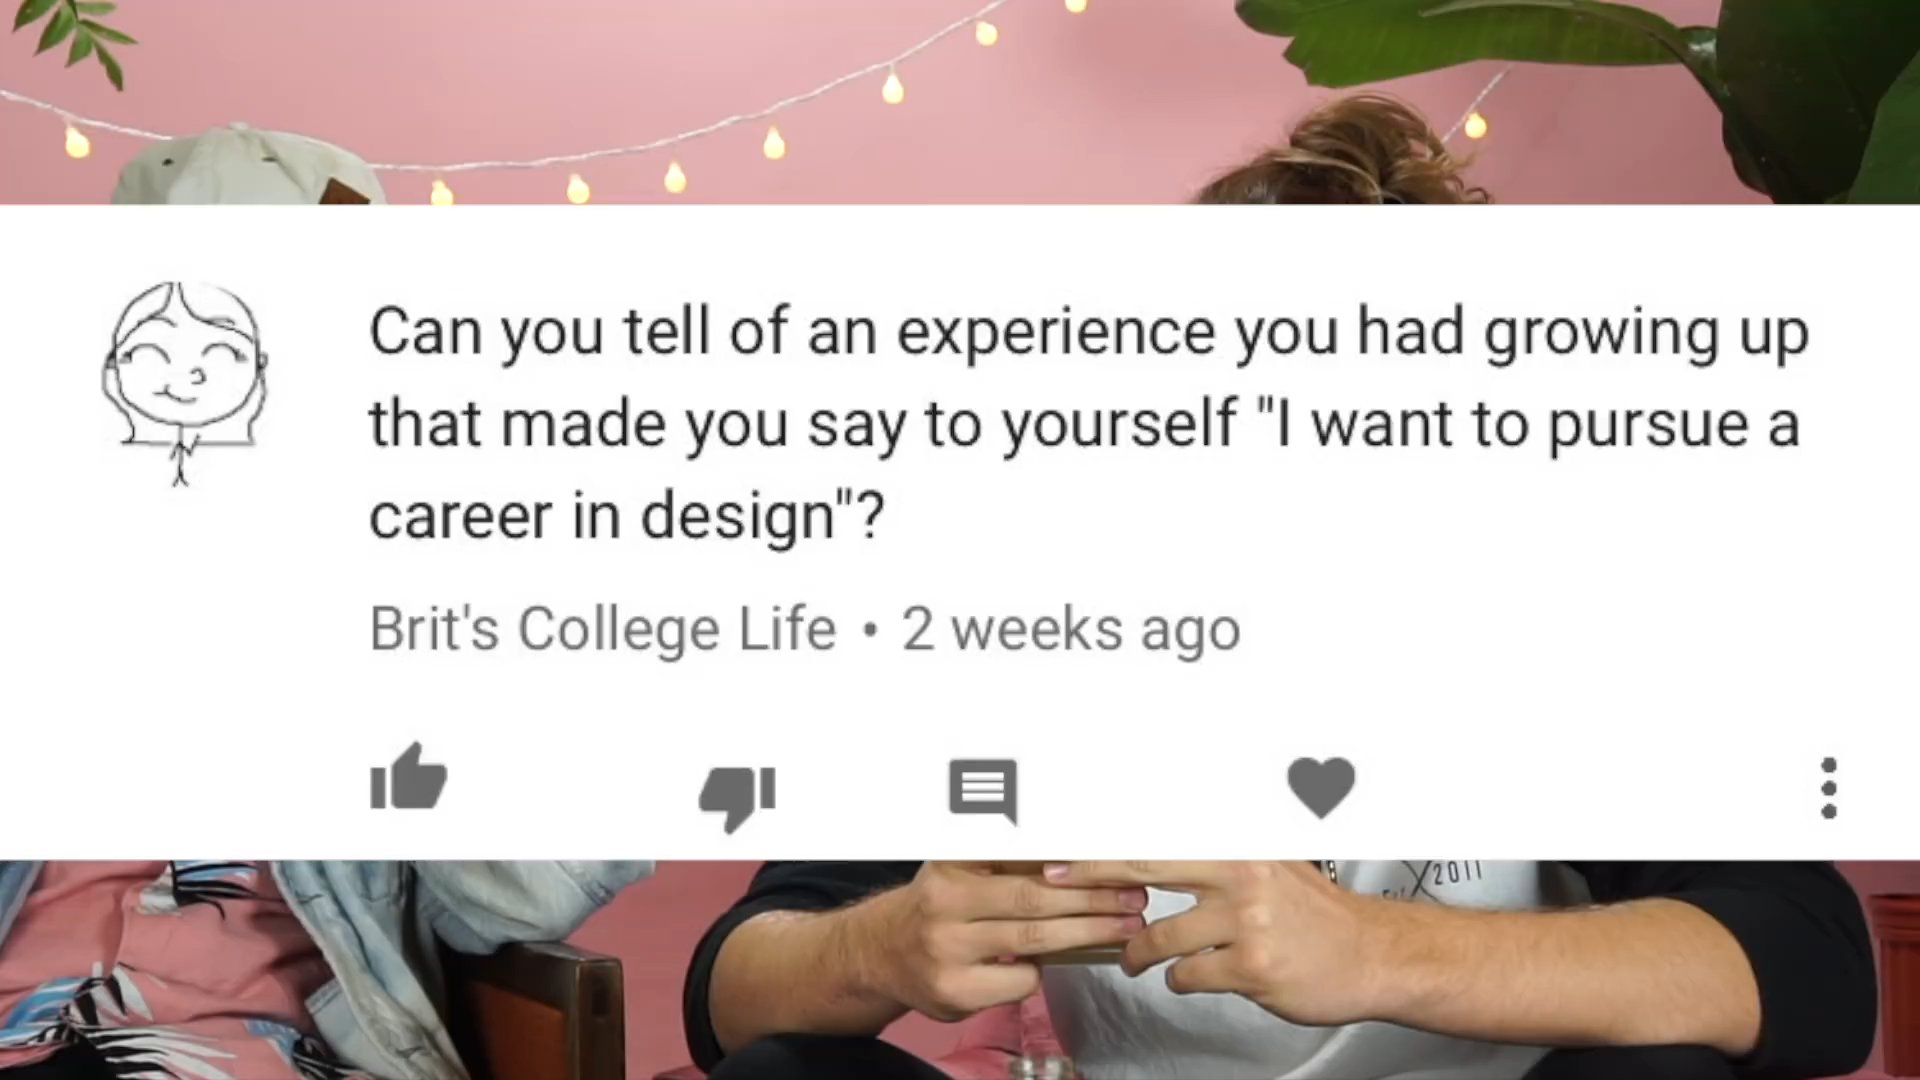 Can you tell of an experience you had growing up
that made you say to yourself "I want to pursue a
career in design"?
Brit's College Life • 2 weeks ago
X2011